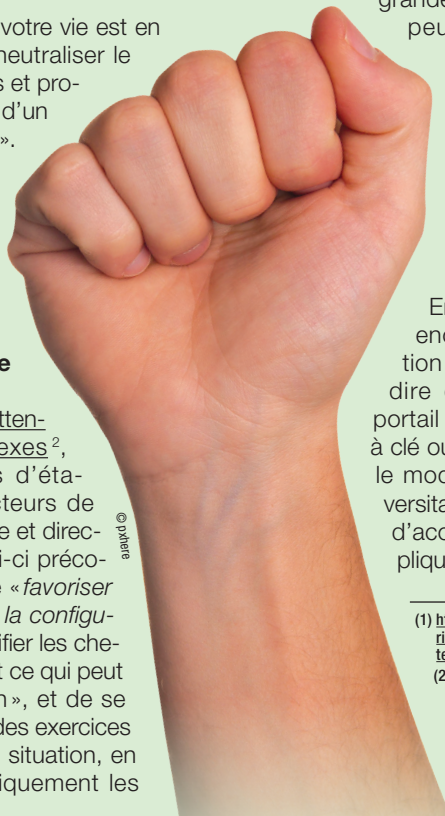 votre vie est en
neutraliser le
s et pro-
d'un
».
e
tten-
exes 2,
s d'éta-
cteurs de
e et direc-
i-ci préco-
e « favoriser
la configu-
ifier les che-
t ce qui peut
n », et de se
des exercices
situation, en
iquement les
© pxhere
grande
peu
En
enc
tion
dire
portail
à clé ou
le mod
versita
d'acc
pliqu
(1) h
ri
te
(2